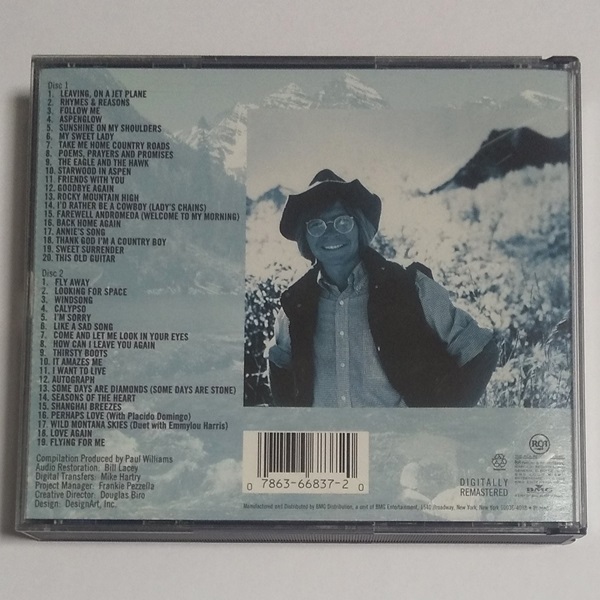 Disc 1
1. LEAVING, ON A JET PLANE
2. RHYMES & REASONS
3. FOLLOW ME
4. ASPENGLOW
5. SUNSHINE ON MY SHOULDERS
6. MY SWEET LADY
7. TAKE ME HOME COUNTRY ROADS
8. POEMS, PRAYERS AND PROMISES
9. THE EAGLE AND THE HAWK
10. STARWOOD IN ASPEN
11. FRIENDS WITH YOU
12. GOODBYE AGAIN
13. ROCKY MOUNTAIN HIGH
14. I'D RATHER BE A COWBOY (LADY'S CHAINS)
15. FAREWELL ANDROMEDA (WELCOME TO MY MORNING)
16. BACK HOME AGAIN
17. ANNIE'S SONG
18. THANK GOD I'M A COUNTRY BOY
19. SWEET SURRENDER
20. THIS OLD GUITAR
Disc 2
1. FLY AWAY
2. LOOKING FOR SPACE
3. WINDSONG
4. CALYPSO
5. I'M SORRY
6. LIKE A SAD SONG
7. COME AND LET ME LOOK IN YOUR EYES
8. HOW CAN I LEAVE YOU AGAIN
9. THIRSTY BOOTS
10. IT AMAZES ME
11. I WANT TO LIVE
12. AUTOGRAPH
13. SOME DAYS ARE DIAMONDS (SOME DAYS ARE STONE)
14. SEASONS OF THE HEART
15. SHANGHAI BREEZES
16. PERHAPS LOVE (With Placido Domingo)
17. WILD MONTANA SKIES (Duet with Emmylou Harris)
18. LOVE AGAIN
19. FLYING FOR ME
Compilation Produced by Paul Williams
Audio Restoration: Bill Lacey
Digital Transfers: Mike Hartry
Project Manager: Frankie Pezzella
Creative Director: Douglas Biro
Design: DesignArt, Inc.
0 7863-66837-2 0
DIGITALLY
REMASTERED
RCA
BMG
Manufactured and Distributed by BMG Distribution, a unit of BMG Entertainment, 1540 Broadway, New York, New York